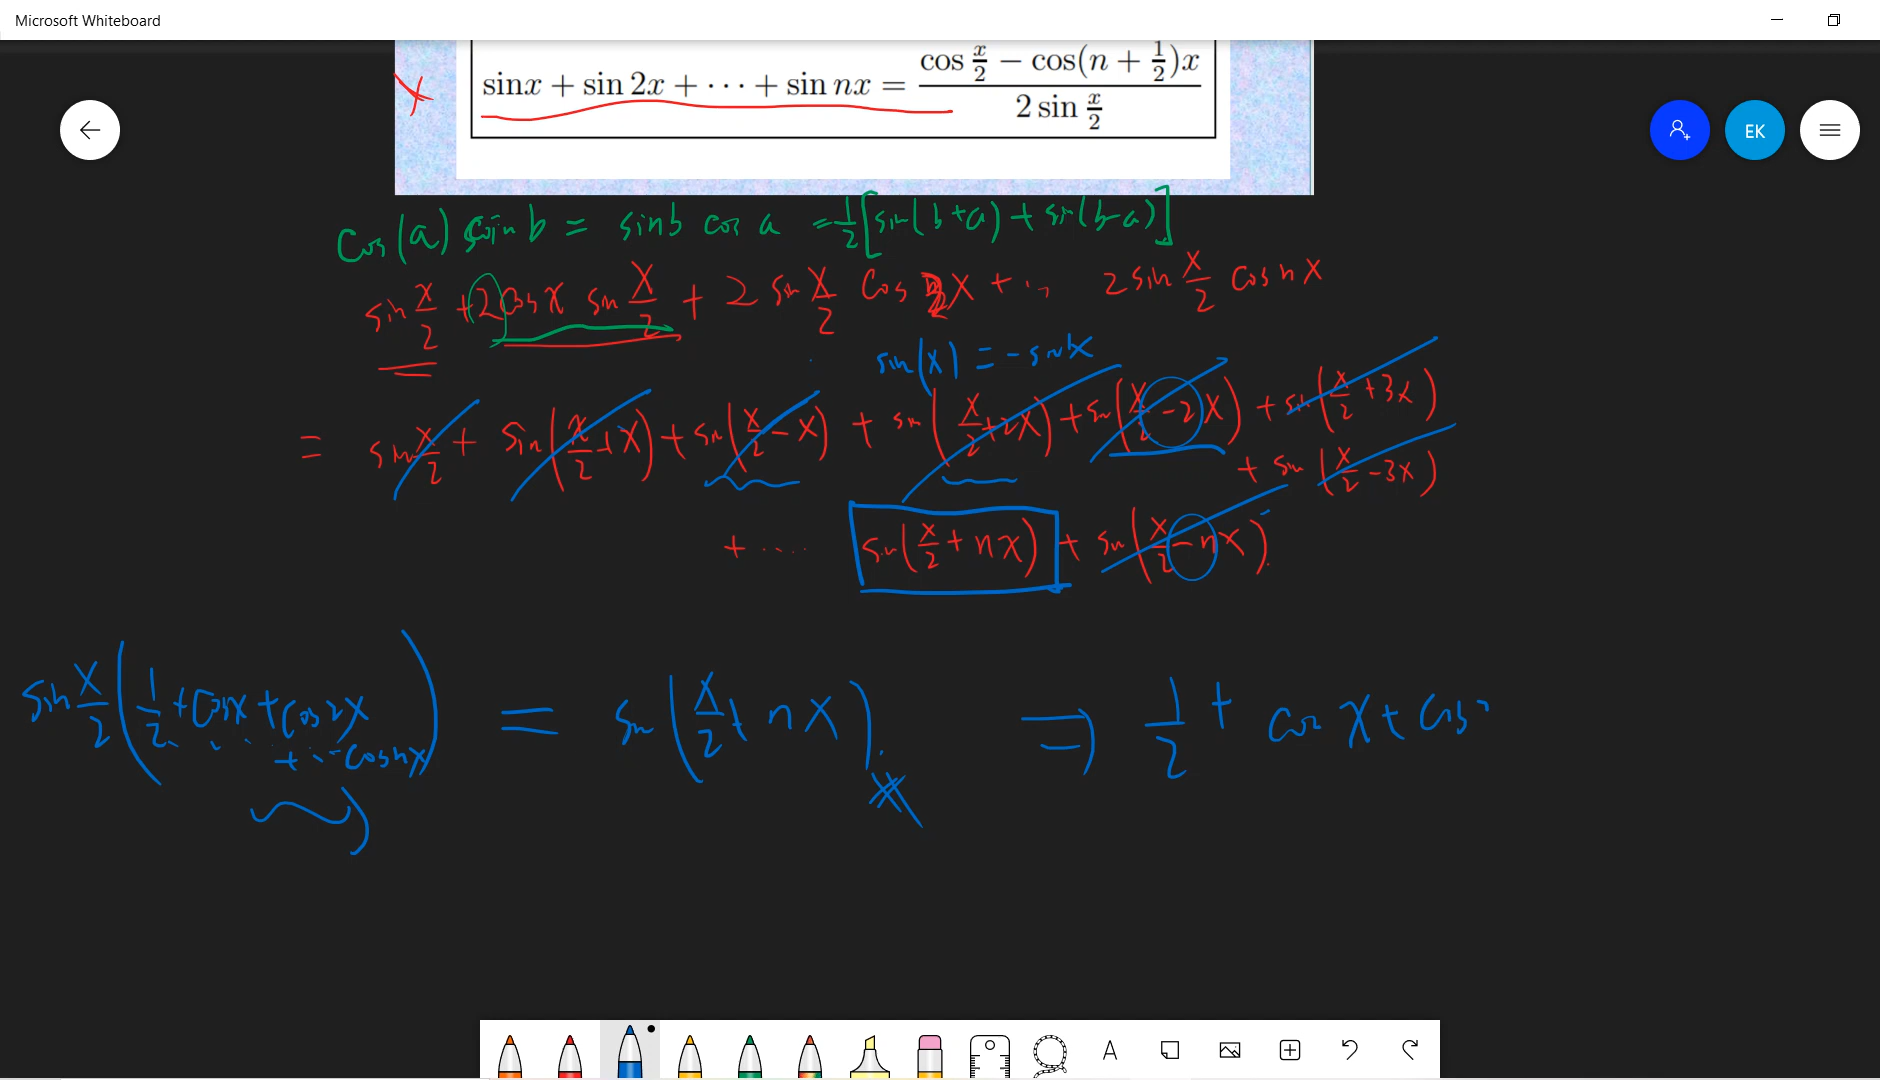 Microsoft Whiteboard
EK
x
sinx + sin 2x + ··· + sin nx = (cos x/2 − cos(n + 1/2)x) / (2 sin x/2)
Cos(a) sin b = sin b cos a = 1/2 [sin(b+a) + sin(b-a)]
sin x/2 + 2 cos x sin x/2 + 2 sin x/2 cos 2x + ... 2 sin x/2 cos nx
sin(x) = - sin x
= sin x/2 + sin(x/2 + x) + sin(x/2 - x) + sin(x/2 + 2x) + sin(x/2 - 2x) + sin(x/2 + 3x)
+ sin(x/2 - 3x)
+ .... sin(x/2 + nx) + sin(x/2 - nx).
sin x/2 (1/2 + cos x + cos 2x + ... cos nx) = sin(x/2 + nx). ⇒ 1/2 + cos x + cos
A